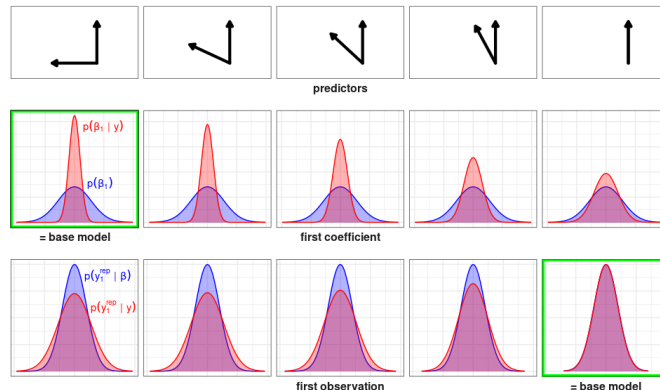 predictors
p(β₁ | y)
p(β₁)
= base model
first coefficient
p(y₁ʳᵉᵖ | β)
p(y₁ʳᵉᵖ | y)
first observation
= base model